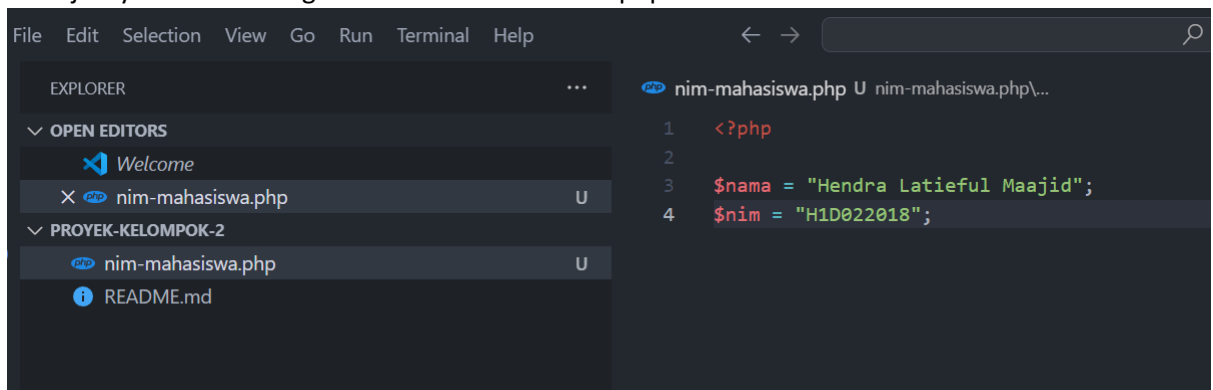 File Edit Selection View Go Run Terminal Help
EXPLORER ...
OPEN EDITORS
Welcome
nim-mahasiswa.php U
PROYEK-KELOMPOK-2
nim-mahasiswa.php U
README.md
nim-mahasiswa.php U nim-mahasiswa.php\...
1 <?php
2
3 $nama = "Hendra Latieful Maajid";
4 $nim = "H1D022018";